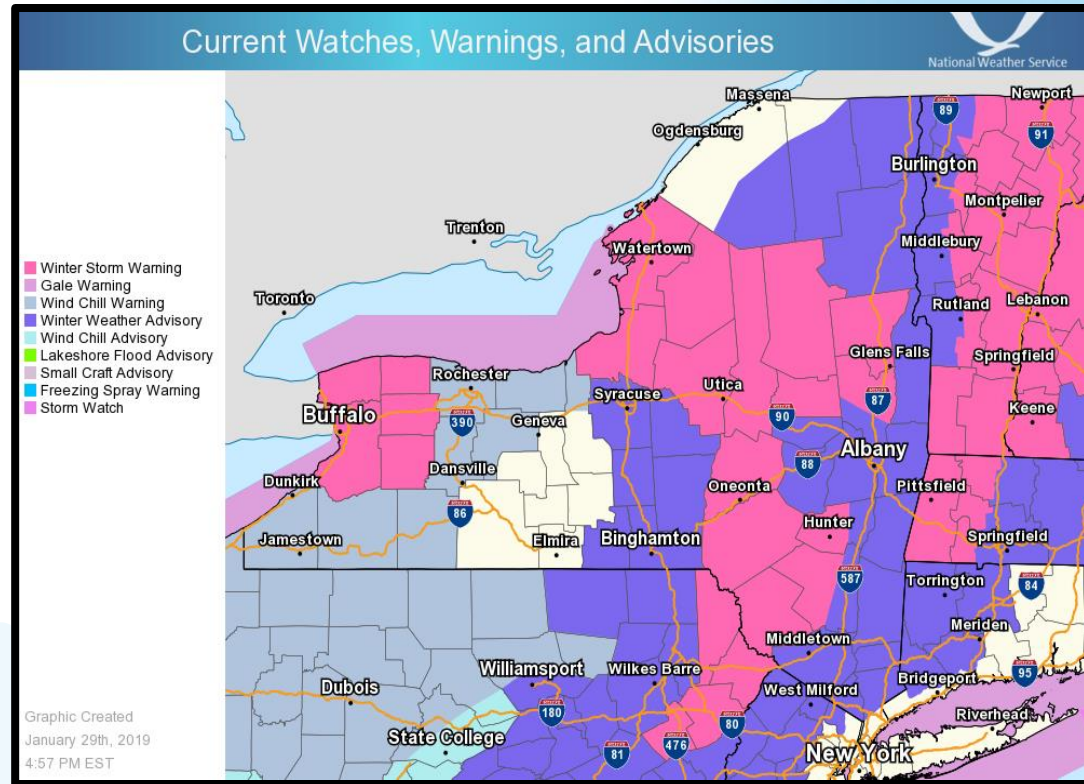 Current Watches, Warnings, and Advisories
National Weather Service
Winter Storm Warning
Gale Warning
Wind Chill Warning
Winter Weather Advisory
Wind Chill Advisory
Lakeshore Flood Advisory
Small Craft Advisory
Freezing Spray Warning
Storm Watch
Graphic Created
January 29th, 2019
4:57 PM EST
Massena
Newport
89
91
Ogdensburg
Burlington
Montpelier
Trenton
Watertown
Middlebury
Toronto
Rutland
Lebanon
Glens Falls
Springfield
Rochester
Utica
Syracuse
87
Buffalo
Geneva
90
Keene
390
Albany
88
Dansville
Dunkirk
Oneonta
Pittsfield
86
Hunter
Jamestown
Elmira
Binghamton
Springfield
587
Torrington
84
Middletown
Meriden
Williamsport
Wilkes Barre
95
Dubois
West Milford
Bridgeport
180
80
Riverhead
State College
476
81
New York